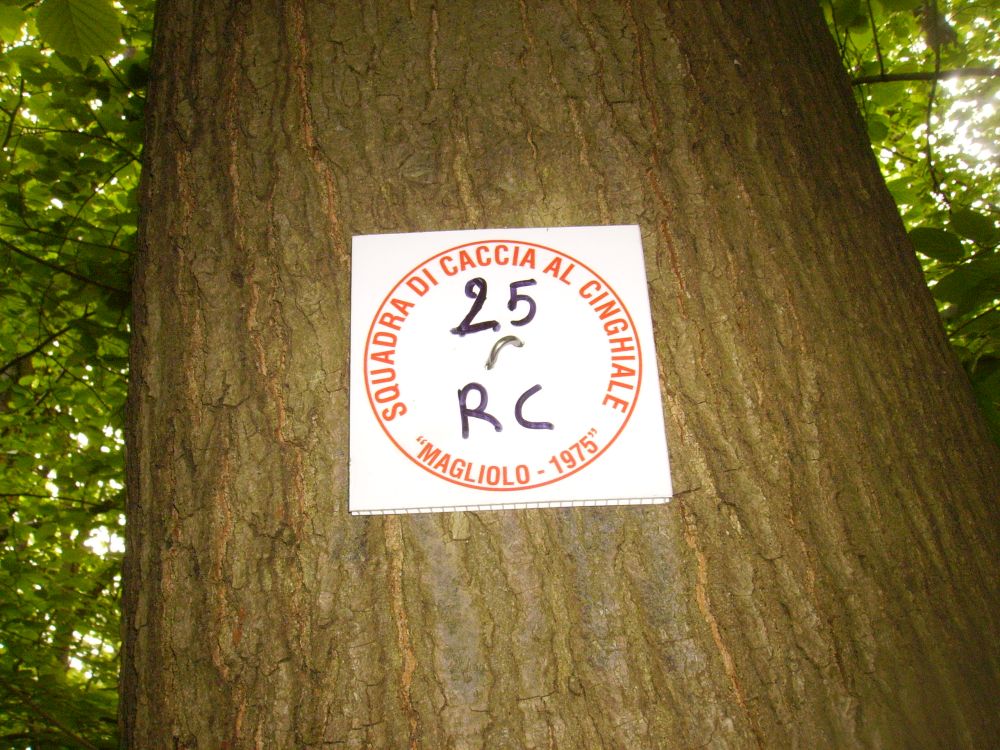 SQUADRA DI CACCIA AL CINGHIALE
25
RC
"MAGLIOLO - 1975"